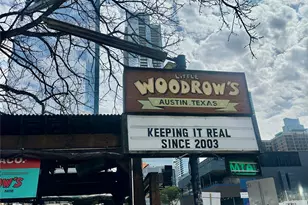 LITTLE
WOODROW'S
AUSTIN, TEXAS
KEEPING IT REAL
SINCE 2003